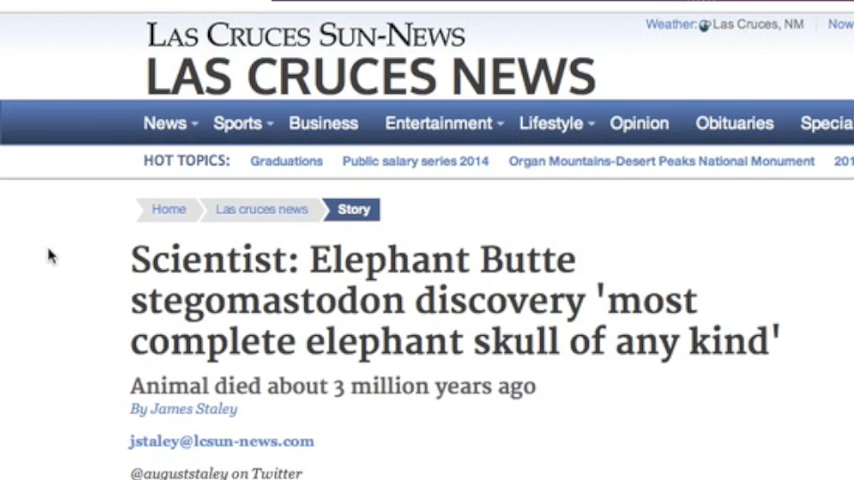 Weather: Las Cruces, NM Now
LAS CRUCES SUN-NEWS
LAS CRUCES NEWS
News Sports Business Entertainment Lifestyle Opinion Obituaries Specia
HOT TOPICS: Graduations Public salary series 2014 Organ Mountains-Desert Peaks National Monument 201
Home Las cruces news Story
Scientist: Elephant Butte
stegomastodon discovery 'most
complete elephant skull of any kind'
Animal died about 3 million years ago
By James Staley
jstaley@lcsun-news.com
@auguststaley on Twitter